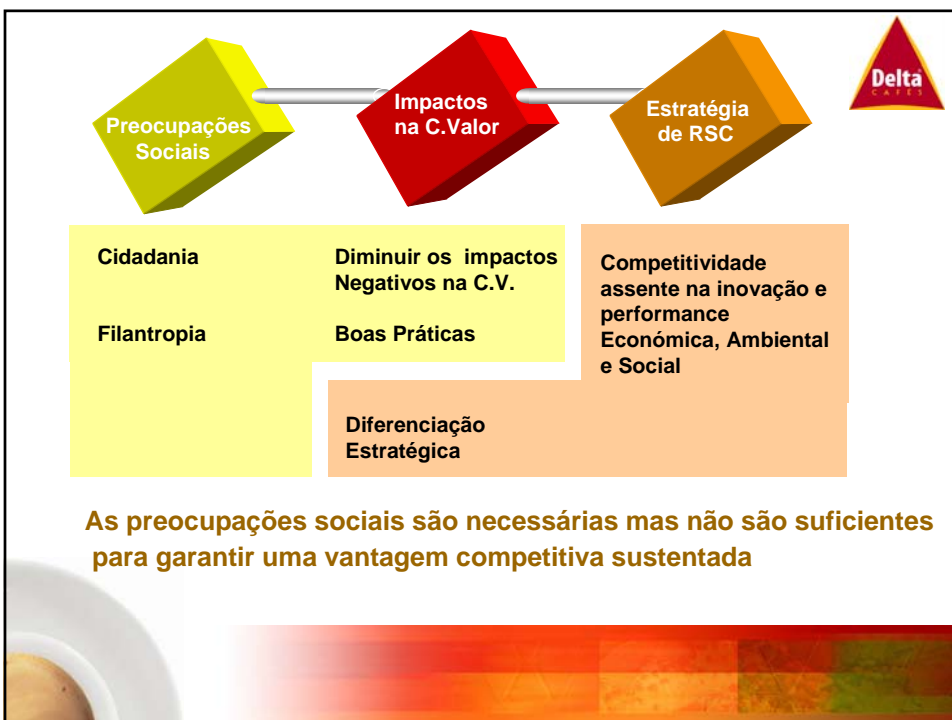 Preocupações
Sociais
Impactos
na C.Valor
Estratégia
de RSC
Delta
CAFÉS
Cidadania
Filantropia
Diminuir os impactos
Negativos na C.V.
Boas Práticas
Competitividade
assente na inovação e
performance
Económica, Ambiental
e Social
Diferenciação
Estratégica
As preocupações sociais são necessárias mas não são suficientes
para garantir uma vantagem competitiva sustentada